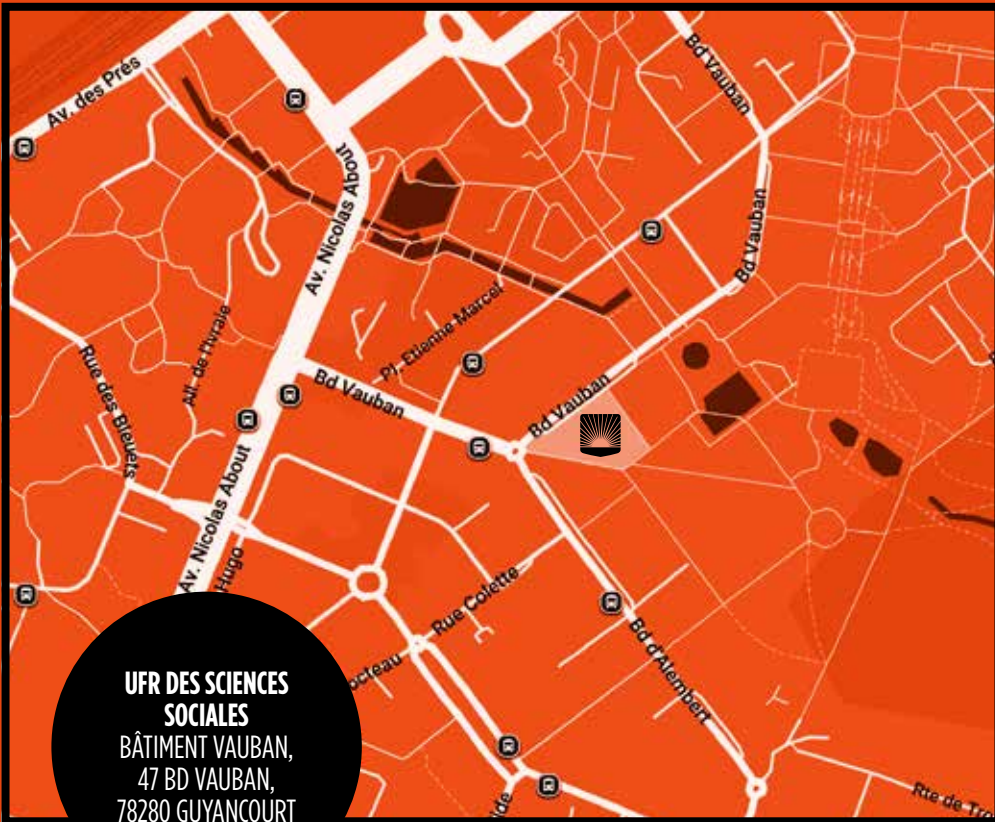 Bd Vauban
Av. des Prés
Av. Nicolas About
Bd Vauban
Pl. Etienne Marcel
All. de l'Ivraie
Rue des Bleuets
Bd Vauban
Bd Vauban
Av. Nicolas About
Hugo
Rue Colette
octeau
Bd d'Alembert
Rte de Tro
UFR DES SCIENCES
SOCIALES
BÂTIMENT VAUBAN,
47 BD VAUBAN,
78280 GUYANCOURT